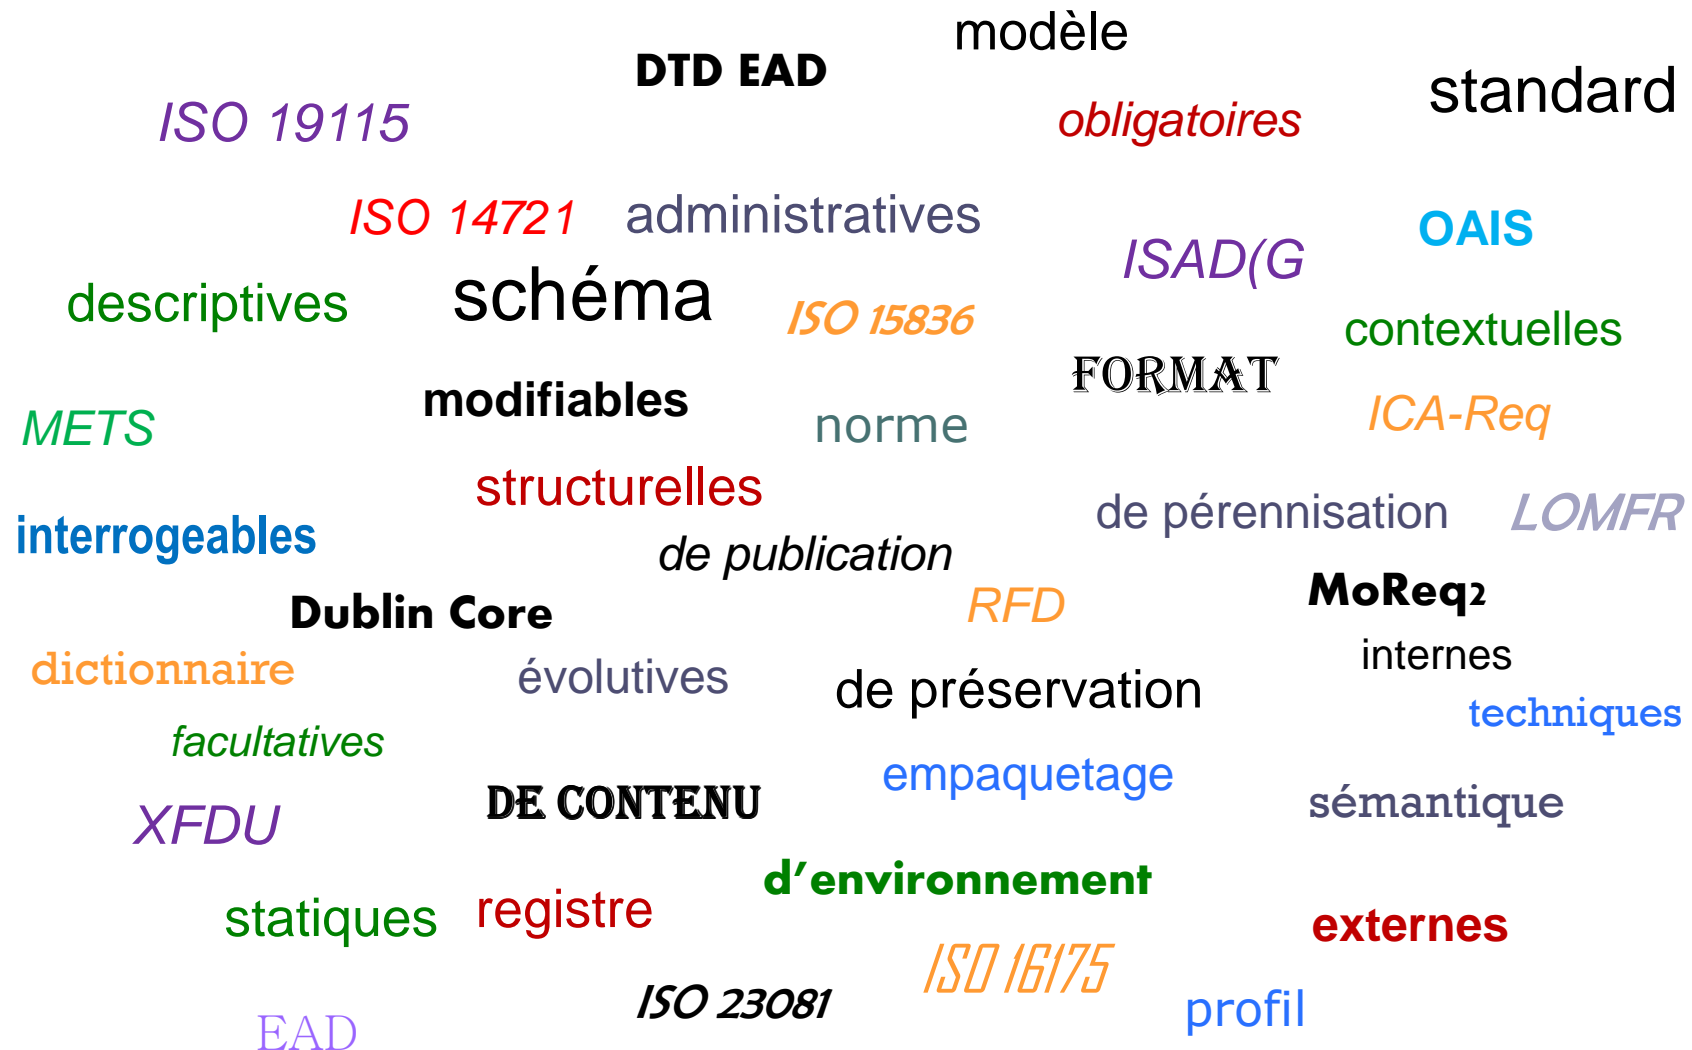 modèle
DTD EAD
standard
ISO 19115
obligatoires
ISO 14721
administratives
OAIS
ISAD(G
descriptives
schéma
ISO 15836
contextuelles
FORMAT
modifiables
METS
norme
ICA-Req
structurelles
de pérennisation
LOMFR
interrogeables
de publication
MoReq2
Dublin Core
RFD
dictionnaire
évolutives
de préservation
internes
techniques
facultatives
empaquetage
XFDU
DE CONTENU
sémantique
d'environnement
statiques
registre
externes
ISO 16175
ISO 23081
profil
EAD